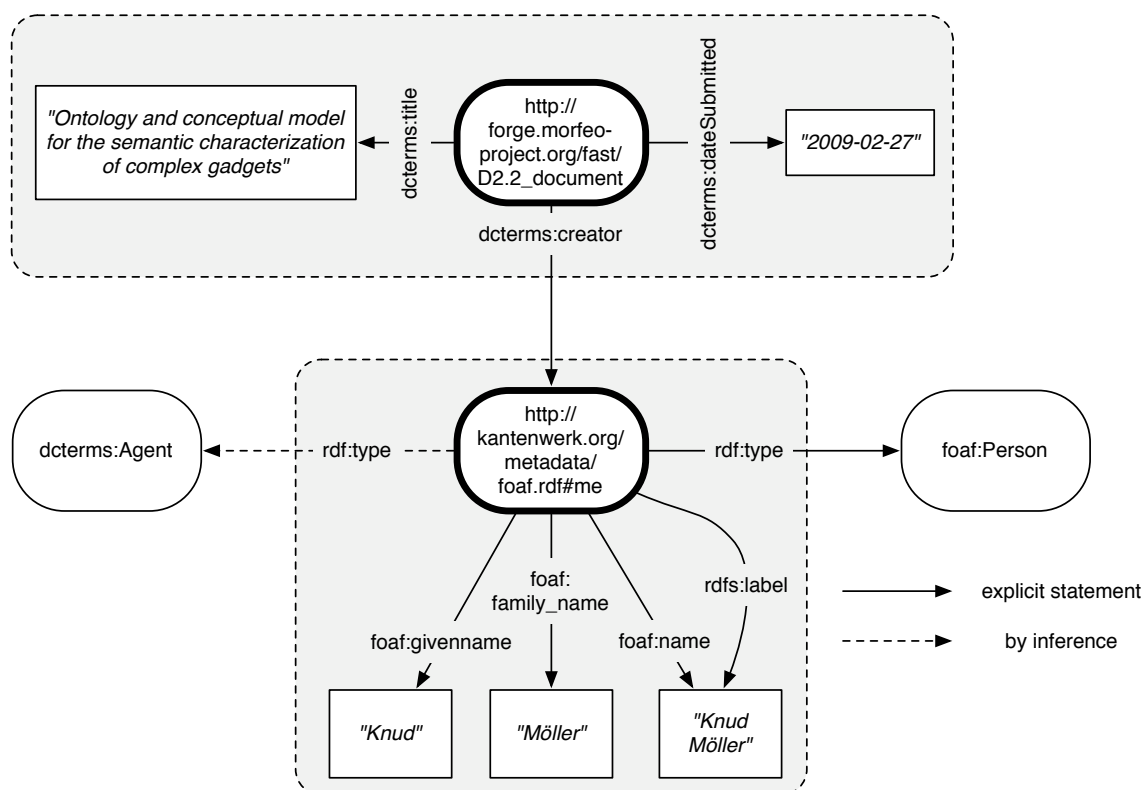 "Ontology and conceptual model
for the semantic characterization
of complex gadgets"
dcterms:title
http://
forge.morfeo-
project.org/fast/
D2.2_document
dcterms:dateSubmitted
"2009-02-27"
dcterms:creator
dcterms:Agent
rdf:type
http://
kantenwerk.org/
metadata/
foaf.rdf#me
rdf:type
foaf:Person
foaf:givenname
foaf:
family_name
foaf:name
rdfs:label
explicit statement
by inference
"Knud"
"Möller"
"Knud
Möller"